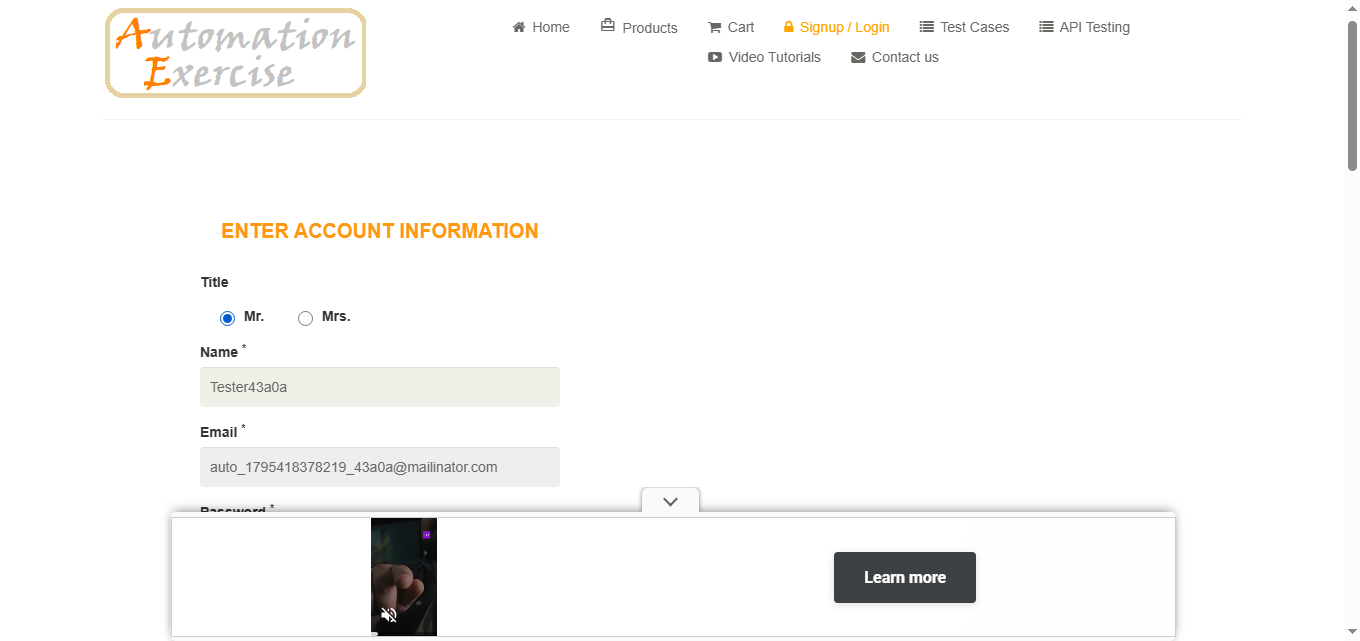 Automation
Exercise
Home
Products
Cart
Signup / Login
Test Cases
API Testing
Video Tutorials
Contact us
ENTER ACCOUNT INFORMATION
Title
Mr.
Mrs.
Name *
Tester43a0a
Email *
auto_1795418378219_43a0a@mailinator.com
Password *
Learn more